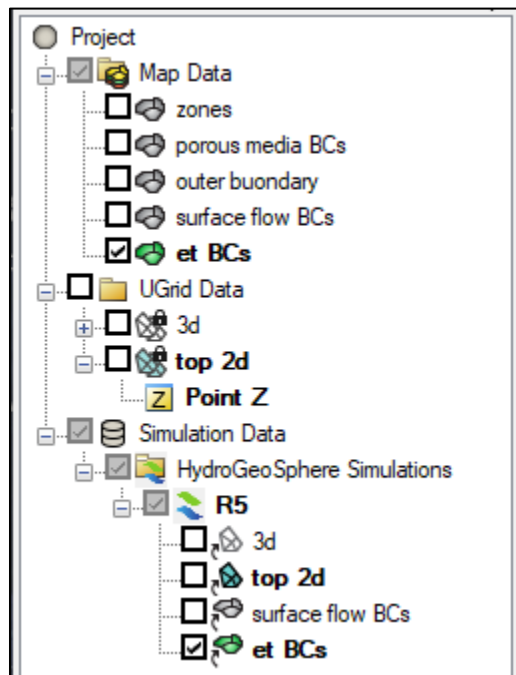 Project
Map Data
zones
porous media BCs
outer buondary
surface flow BCs
et BCs
UGrid Data
3d
top 2d
Z Point Z
Simulation Data
HydroGeoSphere Simulations
R5
3d
top 2d
surface flow BCs
et BCs